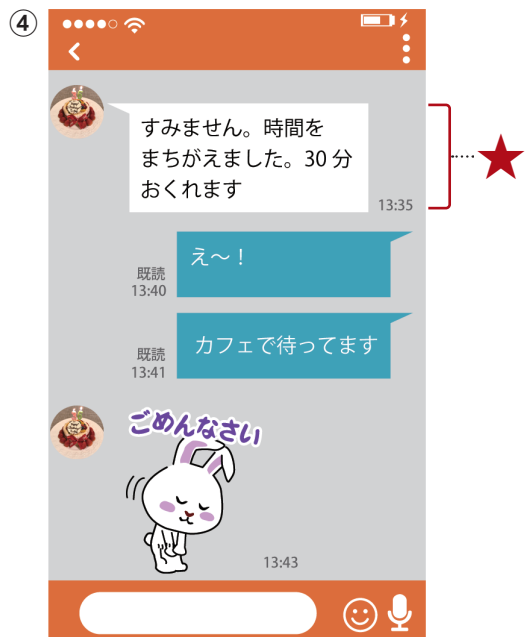 ④
すみません。時間を
まちがえました。30 分
おくれます
13:35
え〜！
既読
13:40
カフェで待ってます
既読
13:41
ごめんなさい
13:43